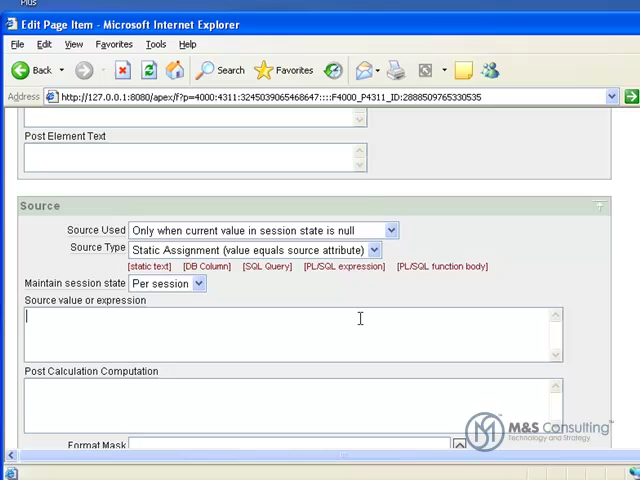 Plus
Edit Page Item - Microsoft Internet Explorer
File Edit View Favorites Tools Help
Back Search Favorites
Address http://127.0.0.1:8080/apex/f?p=4000:4311:3245039065468647::::F4000_P4311_ID:2888509765330535
Post Element Text
Source
Source Used Only when current value in session state is null
Source Type Static Assignment (value equals source attribute)
[static text] [DB Column] [SQL Query] [PL/SQL expression] [PL/SQL function body]
Maintain session state Per session
Source value or expression
Post Calculation Computation
M&S Consulting™
Technology and Strategy
Format Mask